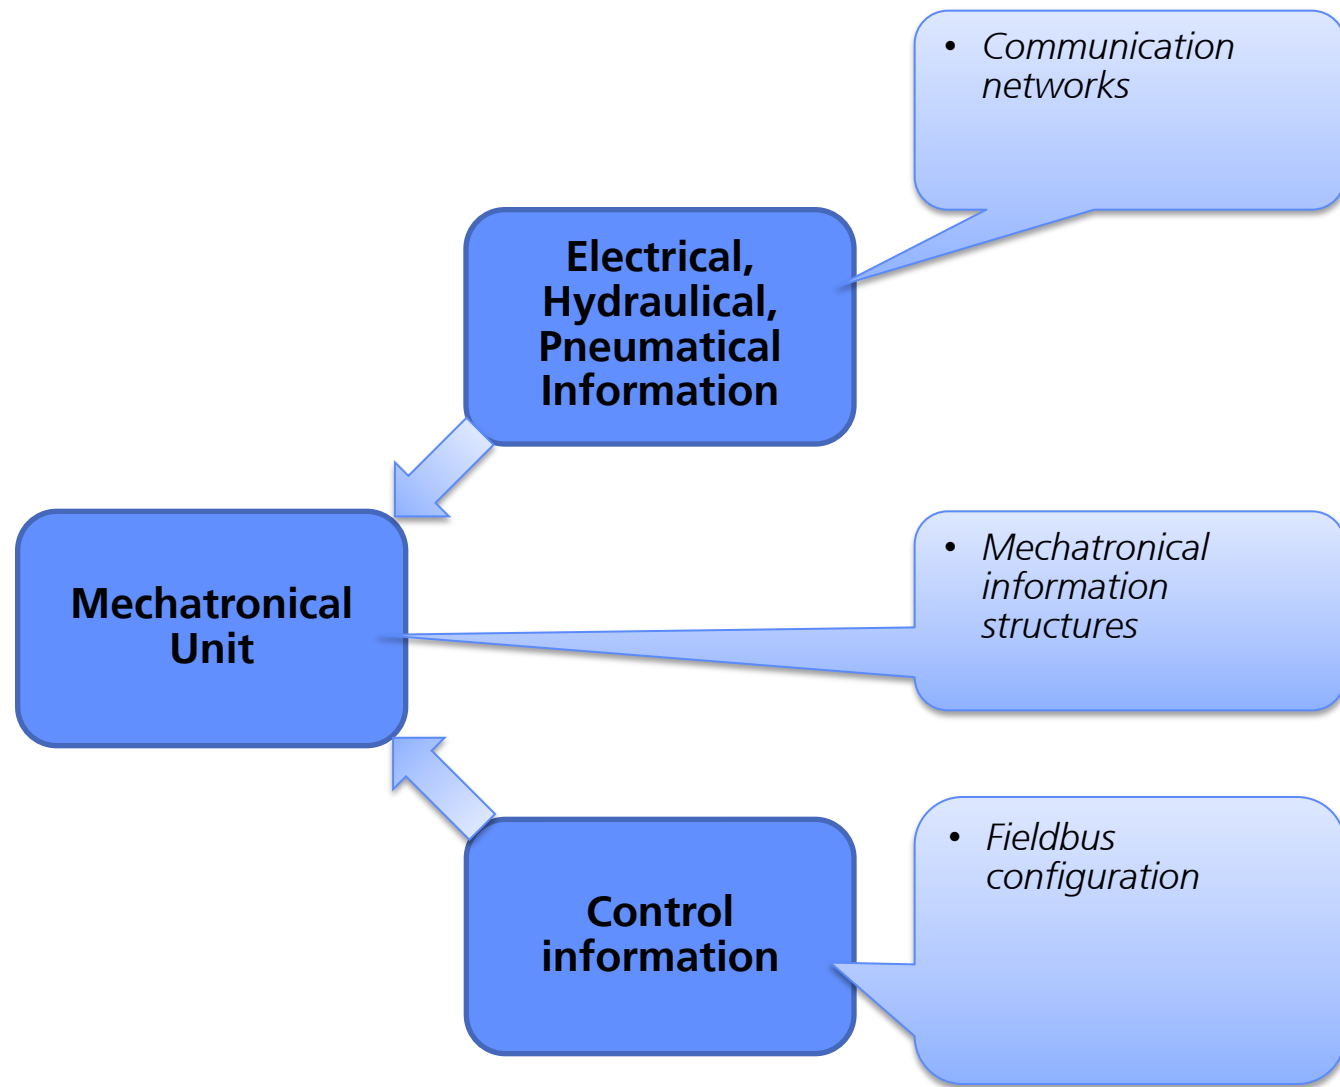 • Communication
networks
Electrical,
Hydraulical,
Pneumatical
Information
Mechatronical
Unit
• Mechatronical
information
structures
• Fieldbus
configuration
Control
information